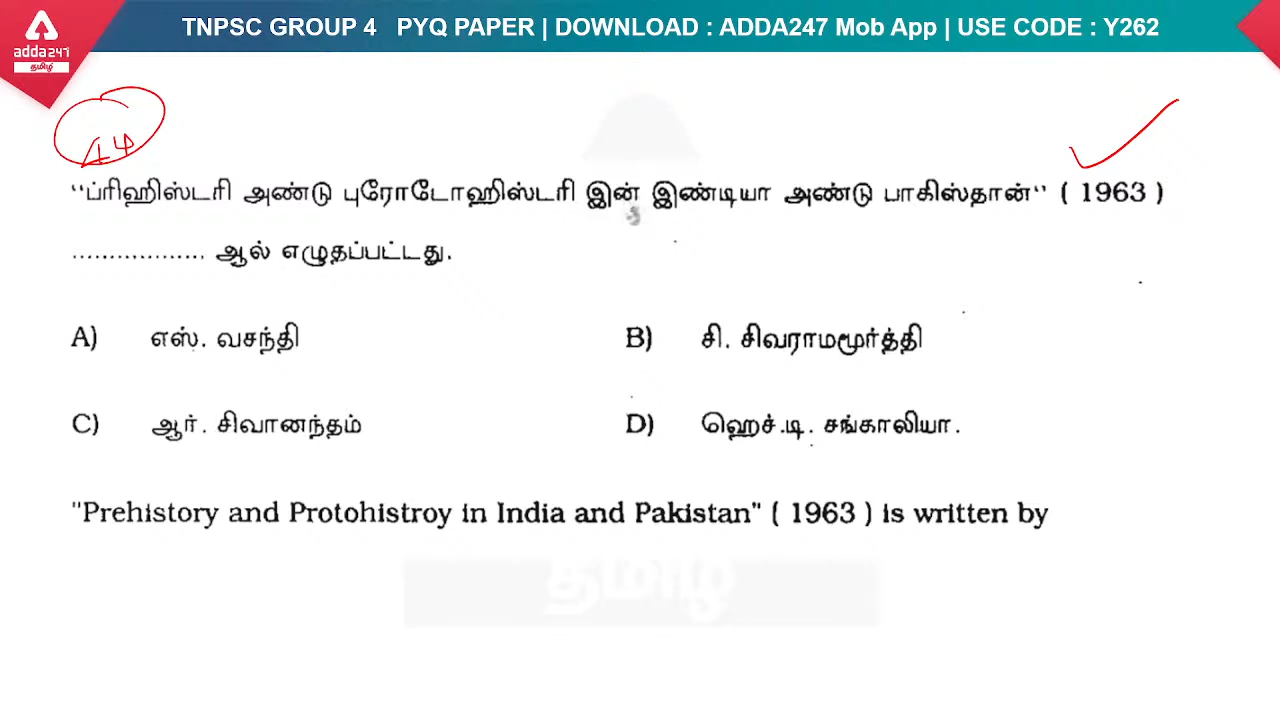 TNPSC GROUP 4 PYQ PAPER | DOWNLOAD : ADDA247 Mob App | USE CODE : Y262
adda247
தமிழ்
44
"ப்ரிஹிஸ்டரி அண்டு புரோடோஹிஸ்டரி இன் இண்டியா அண்டு பாகிஸ்தான்" ( 1963 )
.................. ஆல் எழுதப்பட்டது.
A) எஸ். வசந்தி B) சி. சிவராமமூர்த்தி
C) ஆர். சிவானந்தம் D) ஹெச்.டி. சங்காலியா.
"Prehistory and Protohistroy in India and Pakistan" ( 1963 ) is written by
தமிழ்